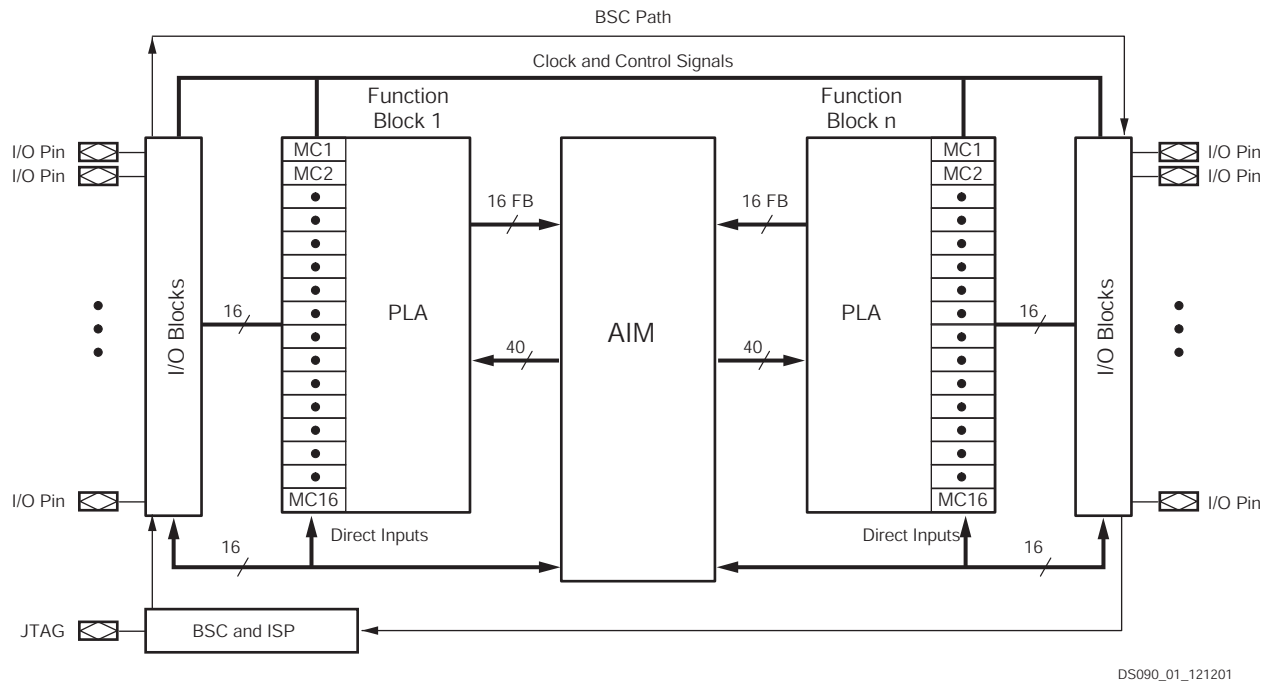 BSC Path
Clock and Control Signals
Function
Block 1
Function
Block n
I/O Pin
I/O Pin
I/O Pin
I/O Blocks
16
MC1
MC2
MC16
PLA
16 FB
40
AIM
16 FB
40
PLA
MC1
MC2
MC16
16
I/O Blocks
I/O Pin
I/O Pin
I/O Pin
Direct Inputs
16
Direct Inputs
16
JTAG
BSC and ISP
DS090_01_121201